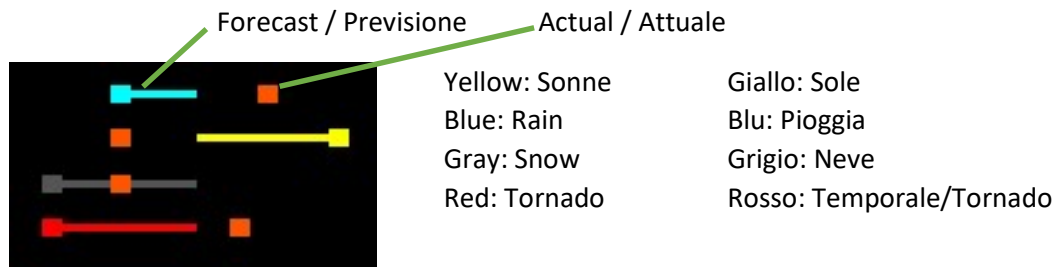 Forecast / Previsione Actual / Attuale
Yellow: Sonne Giallo: Sole
Blue: Rain Blu: Pioggia
Gray: Snow Grigio: Neve
Red: Tornado Rosso: Temporale/Tornado